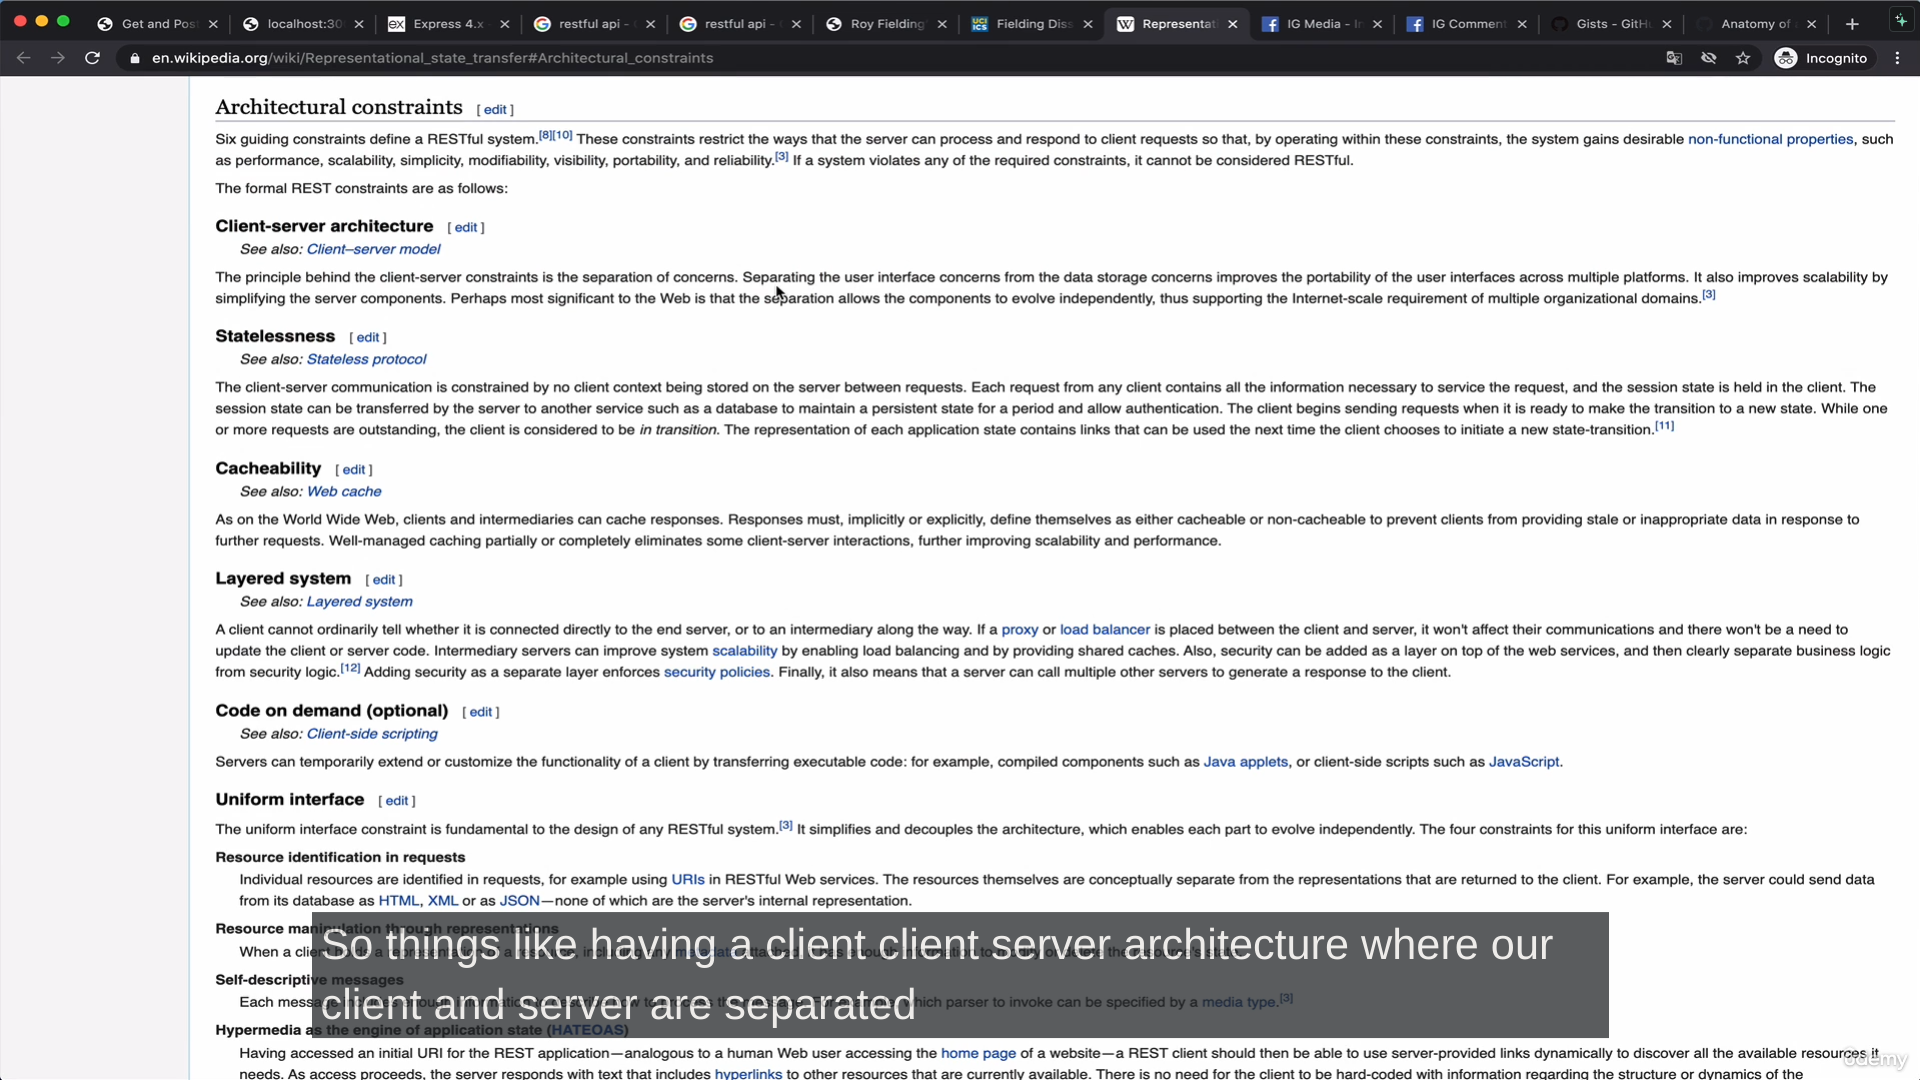 Get and Pos
localhost:30
Express 4.x
restful api -
restful api -
Roy Fielding'
UCI ICS
Fielding Diss
Representat
IG Media - In
IG Comment
Gists - GitHu
Anatomy of
en.wikipedia.org/wiki/Representational_state_transfer#Architectural_constraints
Incognito
Architectural constraints [ edit ]
Six guiding constraints define a RESTful system.[8][10] These constraints restrict the ways that the server can process and respond to client requests so that, by operating within these constraints, the system gains desirable non-functional properties, such
as performance, scalability, simplicity, modifiability, visibility, portability, and reliability.[3] If a system violates any of the required constraints, it cannot be considered RESTful.
The formal REST constraints are as follows:
Client-server architecture [ edit ]
See also: Client–server model
The principle behind the client-server constraints is the separation of concerns. Separating the user interface concerns from the data storage concerns improves the portability of the user interfaces across multiple platforms. It also improves scalability by
simplifying the server components. Perhaps most significant to the Web is that the separation allows the components to evolve independently, thus supporting the Internet-scale requirement of multiple organizational domains.[3]
Statelessness [ edit ]
See also: Stateless protocol
The client-server communication is constrained by no client context being stored on the server between requests. Each request from any client contains all the information necessary to service the request, and the session state is held in the client. The
session state can be transferred by the server to another service such as a database to maintain a persistent state for a period and allow authentication. The client begins sending requests when it is ready to make the transition to a new state. While one
or more requests are outstanding, the client is considered to be in transition. The representation of each application state contains links that can be used the next time the client chooses to initiate a new state-transition.[11]
Cacheability [ edit ]
See also: Web cache
As on the World Wide Web, clients and intermediaries can cache responses. Responses must, implicitly or explicitly, define themselves as either cacheable or non-cacheable to prevent clients from providing stale or inappropriate data in response to
further requests. Well-managed caching partially or completely eliminates some client-server interactions, further improving scalability and performance.
Layered system [ edit ]
See also: Layered system
A client cannot ordinarily tell whether it is connected directly to the end server, or to an intermediary along the way. If a proxy or load balancer is placed between the client and server, it won't affect their communications and there won't be a need to
update the client or server code. Intermediary servers can improve system scalability by enabling load balancing and by providing shared caches. Also, security can be added as a layer on top of the web services, and then clearly separate business logic
from security logic.[12] Adding security as a separate layer enforces security policies. Finally, it also means that a server can call multiple other servers to generate a response to the client.
Code on demand (optional) [ edit ]
See also: Client-side scripting
Servers can temporarily extend or customize the functionality of a client by transferring executable code: for example, compiled components such as Java applets, or client-side scripts such as JavaScript.
Uniform interface [ edit ]
The uniform interface constraint is fundamental to the design of any RESTful system.[3] It simplifies and decouples the architecture, which enables each part to evolve independently. The four constraints for this uniform interface are:
Resource identification in requests
Individual resources are identified in requests, for example using URIs in RESTful Web services. The resources themselves are conceptually separate from the representations that are returned to the client. For example, the server could send data
from its database as HTML, XML or as JSON—none of which are the server's internal representation.
Resource manipulation through representations
When a client
So things like having a client client server architecture where our
client and server are separated
Self-descriptive messages
Each message which parser to invoke can be specified by a media type.[3]
Hypermedia as the engine of application state (HATEOAS)
Having accessed an initial URI for the REST application—analogous to a human Web user accessing the home page of a website—a REST client should then be able to use server-provided links dynamically to discover all the available resources it
needs. As access proceeds, the server responds with text that includes hyperlinks to other resources that are currently available. There is no need for the client to be hard-coded with information regarding the structure or dynamics of the
ûdemy